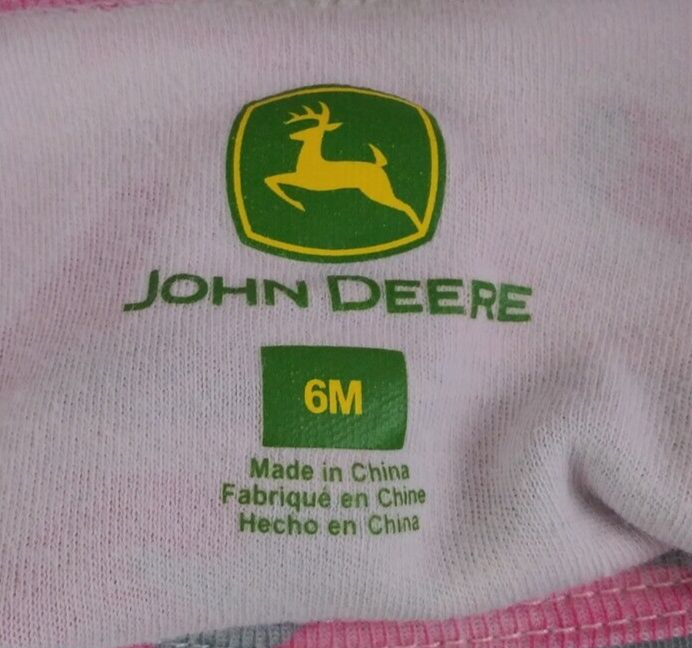 JOHN DEERE
6M
Made in China
Fabriqué en Chine
Hecho en China